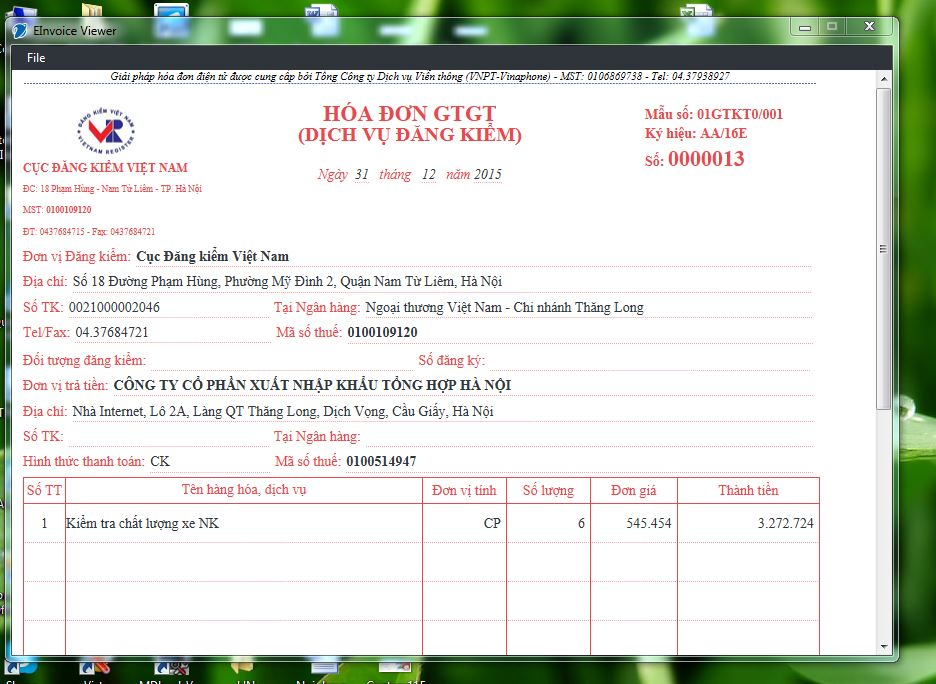 EInvoice Viewer
File
Giải pháp hóa đơn điện tử được cung cấp bởi Tổng Công ty Dịch vụ Viễn thông (VNPT-Vinaphone) - MST: 0106869738 - Tel: 04.37938927
ĐĂNG KIỂM VIỆT NAM
VR
VIETNAM REGISTER
CỤC ĐĂNG KIỂM VIỆT NAM
ĐC: 18 Phạm Hùng - Nam Từ Liêm - TP. Hà Nội
MST: 0100109120
ĐT: 0437684715 - Fax: 0437684721
HÓA ĐƠN GTGT
(DỊCH VỤ ĐĂNG KIỂM)
Ngày 31 tháng 12 năm 2015
Mẫu số: 01GTKT0/001
Ký hiệu: AA/16E
Số: 0000013
Đơn vị Đăng kiểm: Cục Đăng kiểm Việt Nam
Địa chỉ: Số 18 Đường Phạm Hùng, Phường Mỹ Đình 2, Quận Nam Từ Liêm, Hà Nội
Số TK: 0021000002046 Tại Ngân hàng: Ngoại thương Việt Nam - Chi nhánh Thăng Long
Tel/Fax: 04.37684721 Mã số thuế: 0100109120
Đối tượng đăng kiểm: Số đăng ký:
Đơn vị trả tiền: CÔNG TY CỔ PHẦN XUẤT NHẬP KHẨU TỔNG HỢP HÀ NỘI
Địa chỉ: Nhà Internet, Lô 2A, Làng QT Thăng Long, Dịch Vọng, Cầu Giấy, Hà Nội
Số TK: Tại Ngân hàng:
Hình thức thanh toán: CK Mã số thuế: 0100514947
Số TT Tên hàng hóa, dịch vụ Đơn vị tính Số lượng Đơn giá Thành tiền
1 Kiểm tra chất lượng xe NK CP 6 545.454 3.272.724